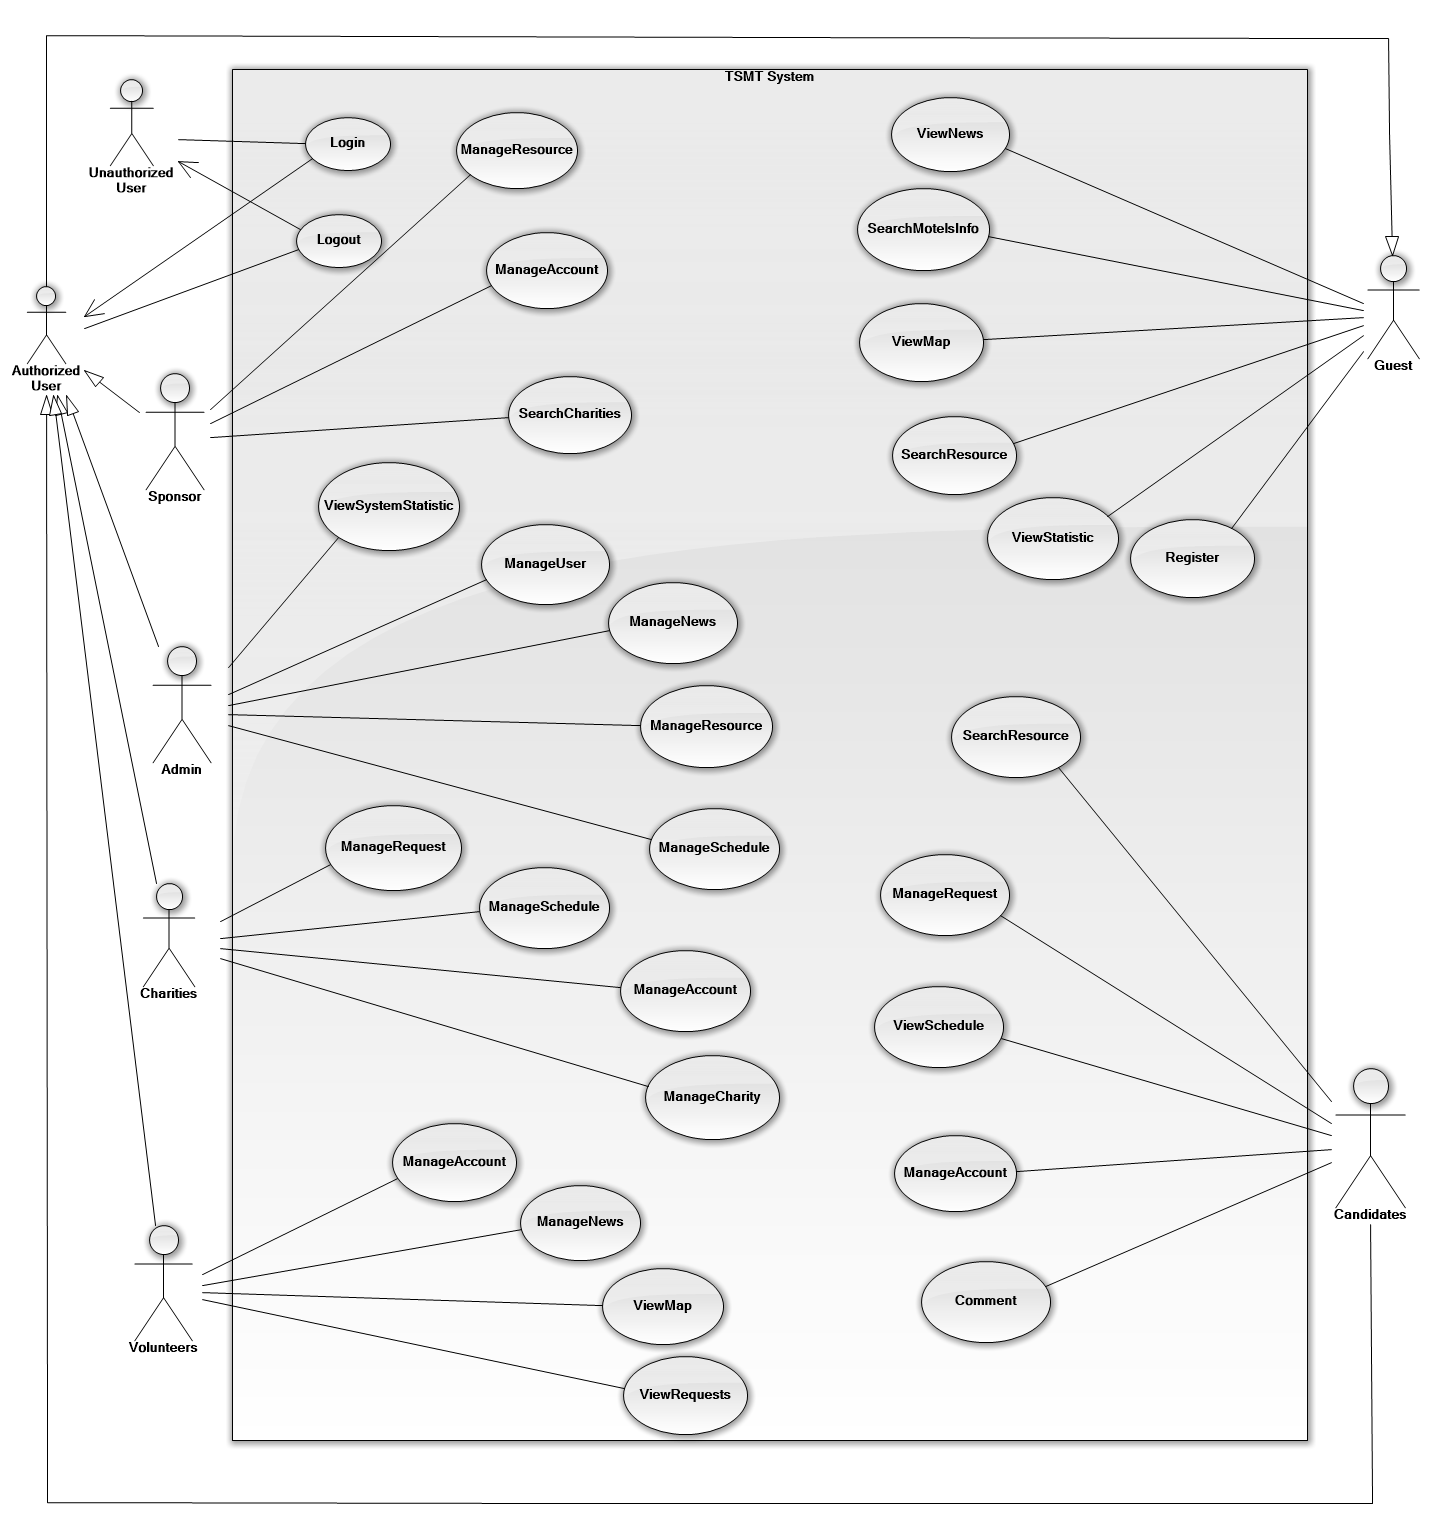 TSMT System
Unauthorized
User
Login
ManageResource
ViewNews
Logout
SearchMotelsInfo
ManageAccount
ViewMap
Guest
Authorized
User
Sponsor
SearchCharities
SearchResource
ViewSystemStatistic
ManageUser
ViewStatistic
Register
ManageNews
ManageResource
SearchResource
Admin
ManageSchedule
ManageRequest
ManageRequest
ManageSchedule
Charities
ManageAccount
ViewSchedule
ManageCharity
ManageAccount
ManageAccount
Candidates
ManageNews
ViewMap
Comment
Volunteers
ViewRequests